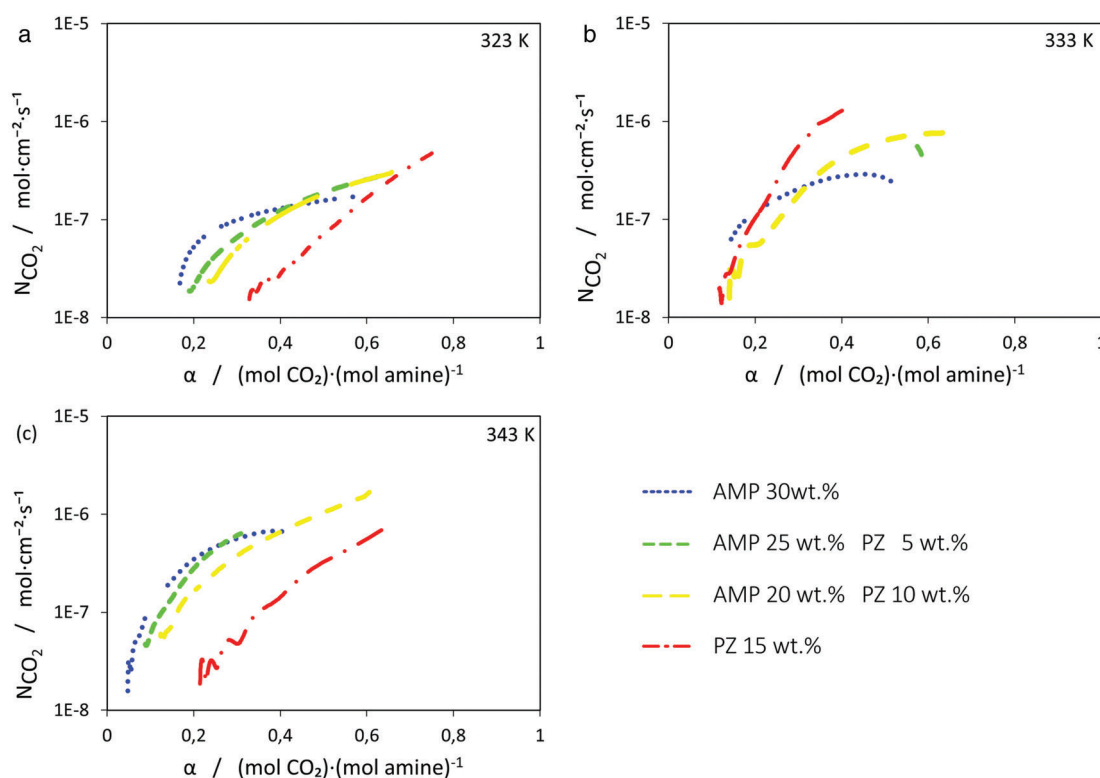 a
323 K
1E-5
1E-6
1E-7
1E-8
N_CO₂ / mol·cm⁻²·s⁻¹
0 0,2 0,4 0,6 0,8 1
α / (mol CO₂)·(mol amine)⁻¹
b
333 K
1E-5
1E-6
1E-7
1E-8
N_CO₂ / mol·cm⁻²·s⁻¹
0 0,2 0,4 0,6 0,8 1
α / (mol CO₂)·(mol amine)⁻¹
(c)
343 K
1E-5
1E-6
1E-7
1E-8
N_CO₂ / mol·cm⁻²·s⁻¹
0 0,2 0,4 0,6 0,8 1
α / (mol CO₂)·(mol amine)⁻¹
AMP 30wt.%
AMP 25 wt.% PZ 5 wt.%
AMP 20 wt.% PZ 10 wt.%
PZ 15 wt.%